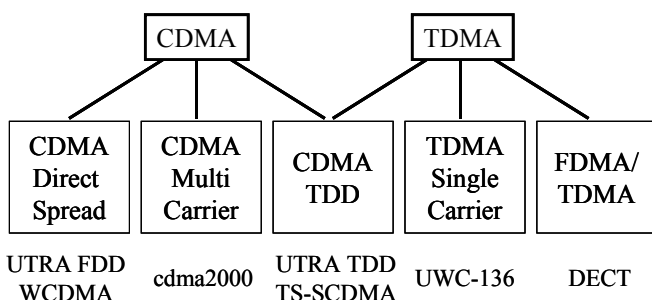 CDMA
TDMA
CDMA
Direct
Spread
CDMA
Multi
Carrier
CDMA
TDD
TDMA
Single
Carrier
FDMA/
TDMA
UTRA FDD
WCDMA
cdma2000
UTRA TDD
TS-SCDMA
UWC-136
DECT